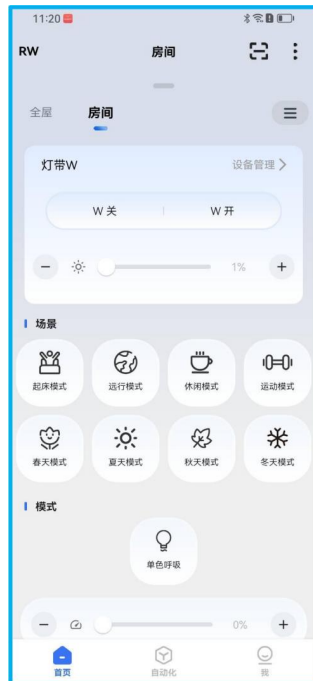 11:20
RW 房间
全屋 房间
灯带W 设备管理
W 关 W 开
1%
场景
起床模式 远行模式 休闲模式 运动模式
春天模式 夏天模式 秋天模式 冬天模式
模式
单色呼吸
0%
首页 自动化 我